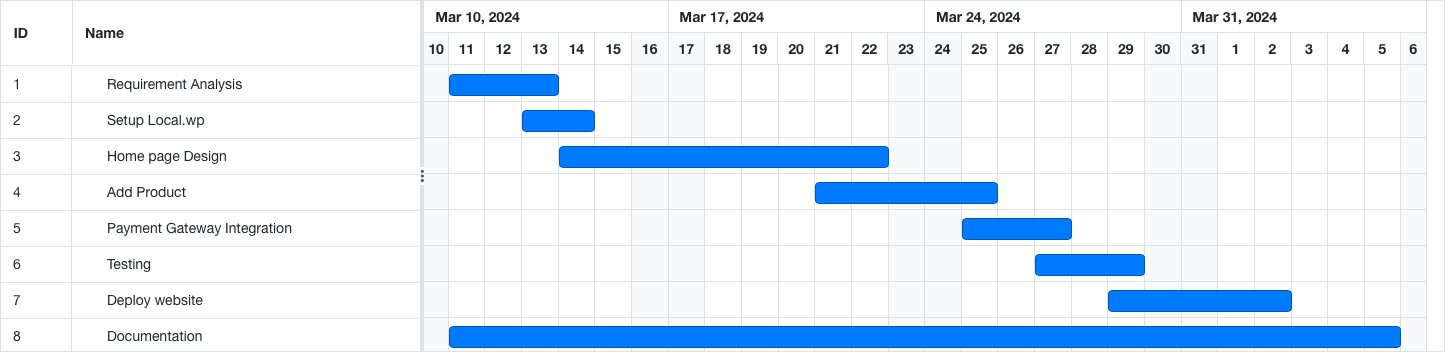 ID Name Mar 10, 2024 Mar 17, 2024 Mar 24, 2024 Mar 31, 2024
10 11 12 13 14 15 16 17 18 19 20 21 22 23 24 25 26 27 28 29 30 31 1 2 3 4 5 6
1 Requirement Analysis
2 Setup Local.wp
3 Home page Design
4 Add Product
5 Payment Gateway Integration
6 Testing
7 Deploy website
8 Documentation